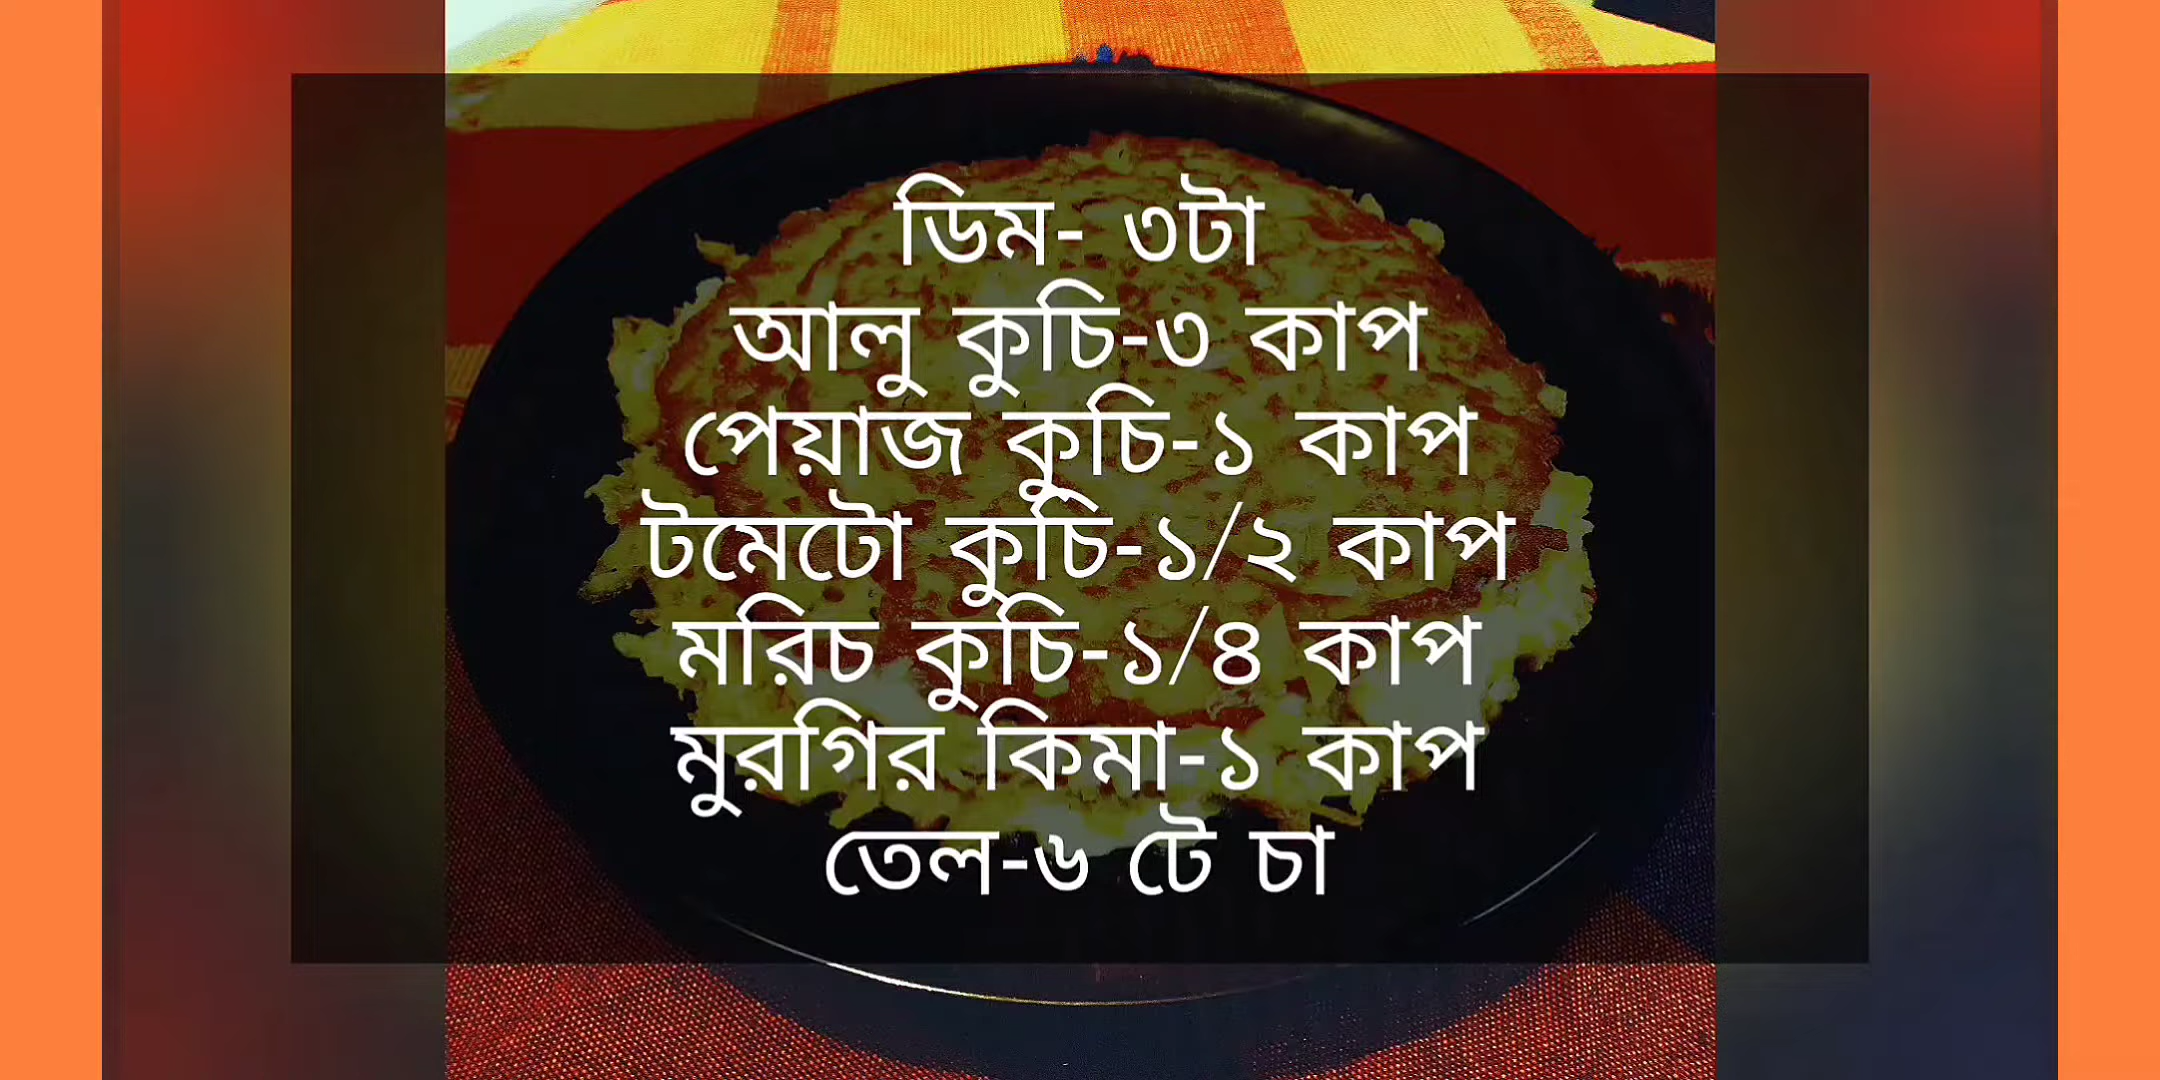 ডিম- ৩টা
আলু কুচি-৩ কাপ
পেয়াজ কুচি-১ কাপ
টমেটো কুচি-১/২ কাপ
মরিচ কুচি-১/৪ কাপ
মুরগির কিমা-১ কাপ
তেল-৬ টে চা